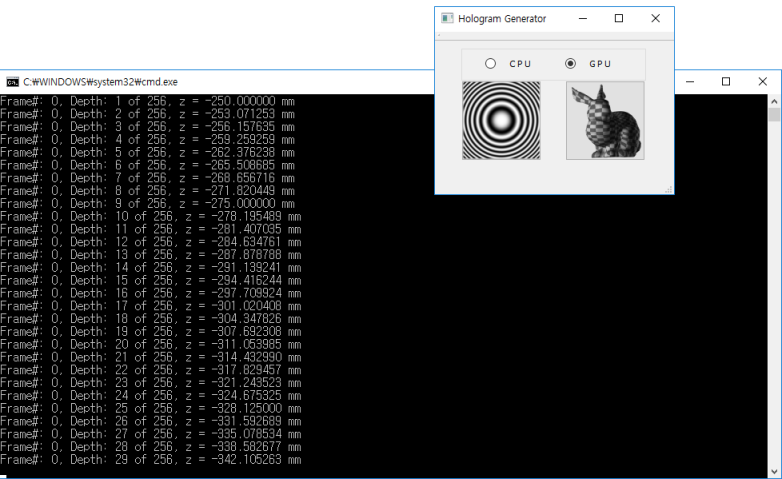 Hologram Generator
CPU
GPU
C:₩WINDOWS₩system32₩cmd.exe
Frame#: 0, Depth: 1 of 256, z = -250.000000 mm
Frame#: 0, Depth: 2 of 256, z = -253.071253 mm
Frame#: 0, Depth: 3 of 256, z = -256.157635 mm
Frame#: 0, Depth: 4 of 256, z = -259.259259 mm
Frame#: 0, Depth: 5 of 256, z = -262.376238 mm
Frame#: 0, Depth: 6 of 256, z = -265.508685 mm
Frame#: 0, Depth: 7 of 256, z = -268.656716 mm
Frame#: 0, Depth: 8 of 256, z = -271.820449 mm
Frame#: 0, Depth: 9 of 256, z = -275.000000 mm
Frame#: 0, Depth: 10 of 256, z = -278.195489 mm
Frame#: 0, Depth: 11 of 256, z = -281.407035 mm
Frame#: 0, Depth: 12 of 256, z = -284.634761 mm
Frame#: 0, Depth: 13 of 256, z = -287.878788 mm
Frame#: 0, Depth: 14 of 256, z = -291.139241 mm
Frame#: 0, Depth: 15 of 256, z = -294.416244 mm
Frame#: 0, Depth: 16 of 256, z = -297.709924 mm
Frame#: 0, Depth: 17 of 256, z = -301.020408 mm
Frame#: 0, Depth: 18 of 256, z = -304.347826 mm
Frame#: 0, Depth: 19 of 256, z = -307.692308 mm
Frame#: 0, Depth: 20 of 256, z = -311.053985 mm
Frame#: 0, Depth: 21 of 256, z = -314.432990 mm
Frame#: 0, Depth: 22 of 256, z = -317.829457 mm
Frame#: 0, Depth: 23 of 256, z = -321.243523 mm
Frame#: 0, Depth: 24 of 256, z = -324.675325 mm
Frame#: 0, Depth: 25 of 256, z = -328.125000 mm
Frame#: 0, Depth: 26 of 256, z = -331.592689 mm
Frame#: 0, Depth: 27 of 256, z = -335.078534 mm
Frame#: 0, Depth: 28 of 256, z = -338.582677 mm
Frame#: 0, Depth: 29 of 256, z = -342.105263 mm